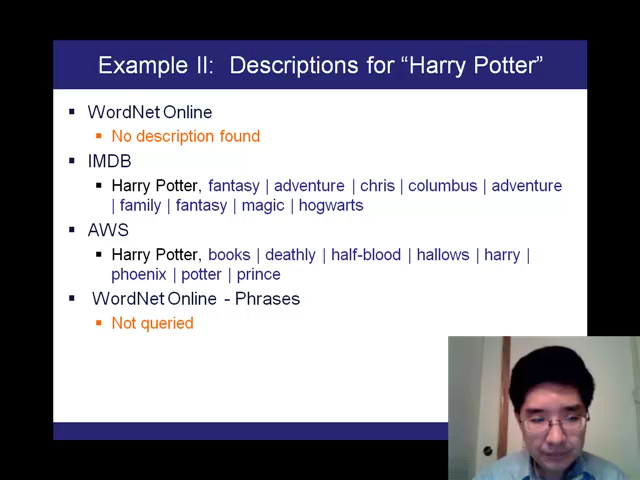 Example II: Descriptions for “Harry Potter”
WordNet Online
No description found
IMDB
Harry Potter, fantasy | adventure | chris | columbus | adventure
| family | fantasy | magic | hogwarts
AWS
Harry Potter, books | deathly | half-blood | hallows | harry |
phoenix | potter | prince
WordNet Online - Phrases
Not queried